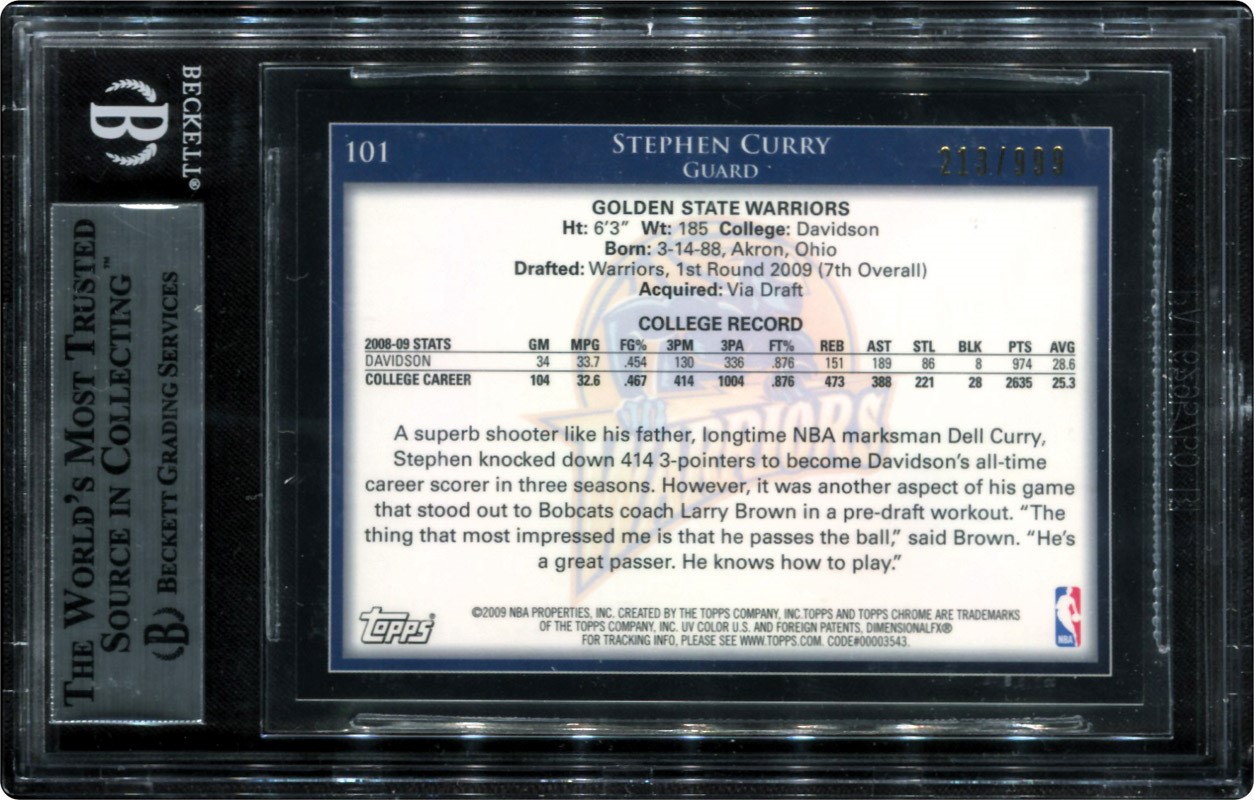 BECKETT®
B
THE WORLD'S MOST TRUSTED
SOURCE IN COLLECTING™
B BECKETT GRADING SERVICES
101
STEPHEN CURRY
GUARD
213/999
GOLDEN STATE WARRIORS
Ht: 6'3" Wt: 185 College: Davidson
Born: 3-14-88, Akron, Ohio
Drafted: Warriors, 1st Round 2009 (7th Overall)
Acquired: Via Draft
COLLEGE RECORD
2008-09 STATS GM MPG FG% 3PM 3PA FT% REB AST STL BLK PTS AVG
DAVIDSON 34 33.7 .454 130 336 .876 151 189 86 8 974 28.6
COLLEGE CAREER 104 32.6 .467 414 1004 .876 473 388 221 28 2635 25.3
WARRIORS
A superb shooter like his father, longtime NBA marksman Dell Curry,
Stephen knocked down 414 3-pointers to become Davidson's all-time
career scorer in three seasons. However, it was another aspect of his game
that stood out to Bobcats coach Larry Brown in a pre-draft workout. "The
thing that most impressed me is that he passes the ball," said Brown. "He's
a great passer. He knows how to play."
Topps®
©2009 NBA PROPERTIES, INC. CREATED BY THE TOPPS COMPANY, INC.TOPPS AND TOPPS CHROME ARE TRADEMARKS
OF THE TOPPS COMPANY, INC. UV COLOR U.S. AND FOREIGN PATENTS, DIMENSIONALFX®
FOR TRACKING INFO, PLEASE SEE WWW.TOPPS.COM. CODE#00003543.
NBA